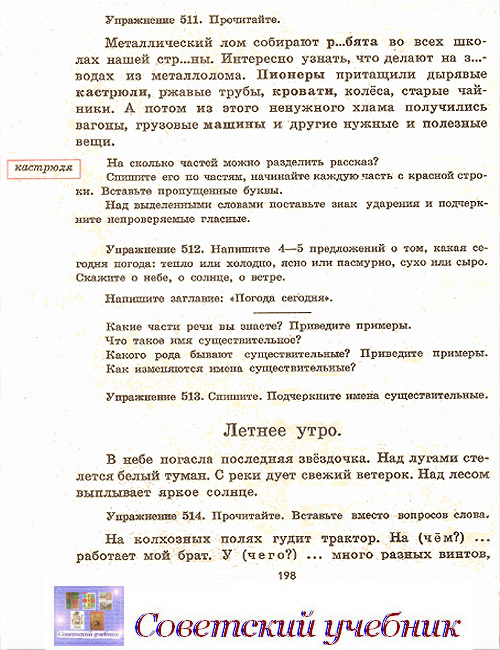 Упражнение 511. Прочитайте.
Металлический лом собирают р...бята во всех шко-
лах нашей стр...ны. Интересно узнать, что делают на з...-
водах из металлолома. Пионеры притащили дырявые
кастрюли, ржавые трубы, кровати, колёса, старые чай-
ники. А потом из этого ненужного хлама получились
вагоны, грузовые машины и другие нужные и полезные
вещи.
кастрюля
На сколько частей можно разделить рассказ?
Спишите его по частям, начинайте каждую часть с красной стро-
ки. Вставьте пропущенные буквы.
Над выделенными словами поставьте знак ударения и подчерк-
ните непроверяемые гласные.
Упражнение 512. Напишите 4—5 предложений о том, какая се-
годня погода: тепло или холодно, ясно или пасмурно, сухо или сыро.
Скажите о небе, о солнце, о ветре.
Напишите заглавие: «Погода сегодня».
Какие части речи вы знаете? Приведите примеры.
Что такое имя существительное?
Какого рода бывают существительные? Приведите примеры.
Как изменяются имена существительные?
Упражнение 513. Спишите. Подчеркните имена существительные.
Летнее утро.
В небе погасла последняя звёздочка. Над лугами сте-
лется белый туман. С реки дует свежий ветерок. Над лесом
выплывает яркое солнце.
Упражнение 514. Прочитайте. Вставьте вместо вопросов слова.
На колхозных полях гудит трактор. На (чём?) ...
работает мой брат. У (чего?) ... много разных винтов,
198
Советский учебник
Советский учебник